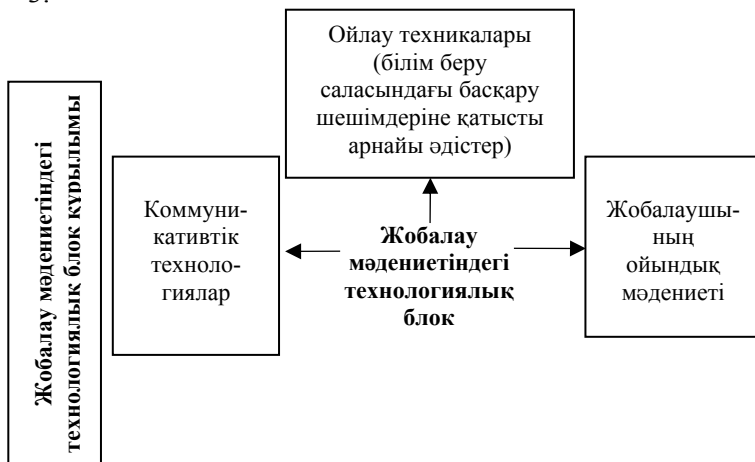 Ойлау техникалары
(білім беру
саласындағы басқару
шешімдеріне қатысты
арнайы әдістер)
Жобалау мәдениетіндегі
технологиялық блок құрылымы
Коммуни-
кативтік
техноло-
гиялар
Жобалау
мәдениетіндегі
технологиялық
блок
Жобалаушы-
ның
ойындық
мәдениеті